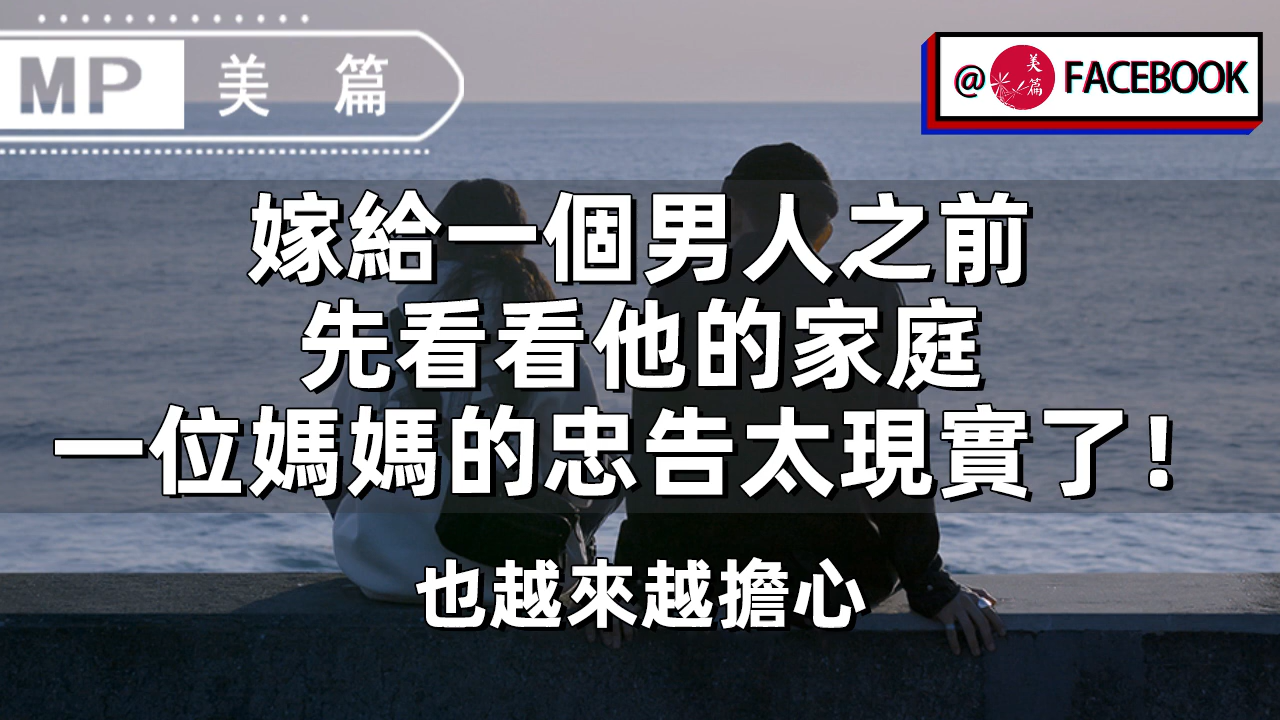 MP 美篇
@美篇 FACEBOOK
嫁給一個男人之前
先看看他的家庭
一位媽媽的忠告太現實了！
也越來越擔心